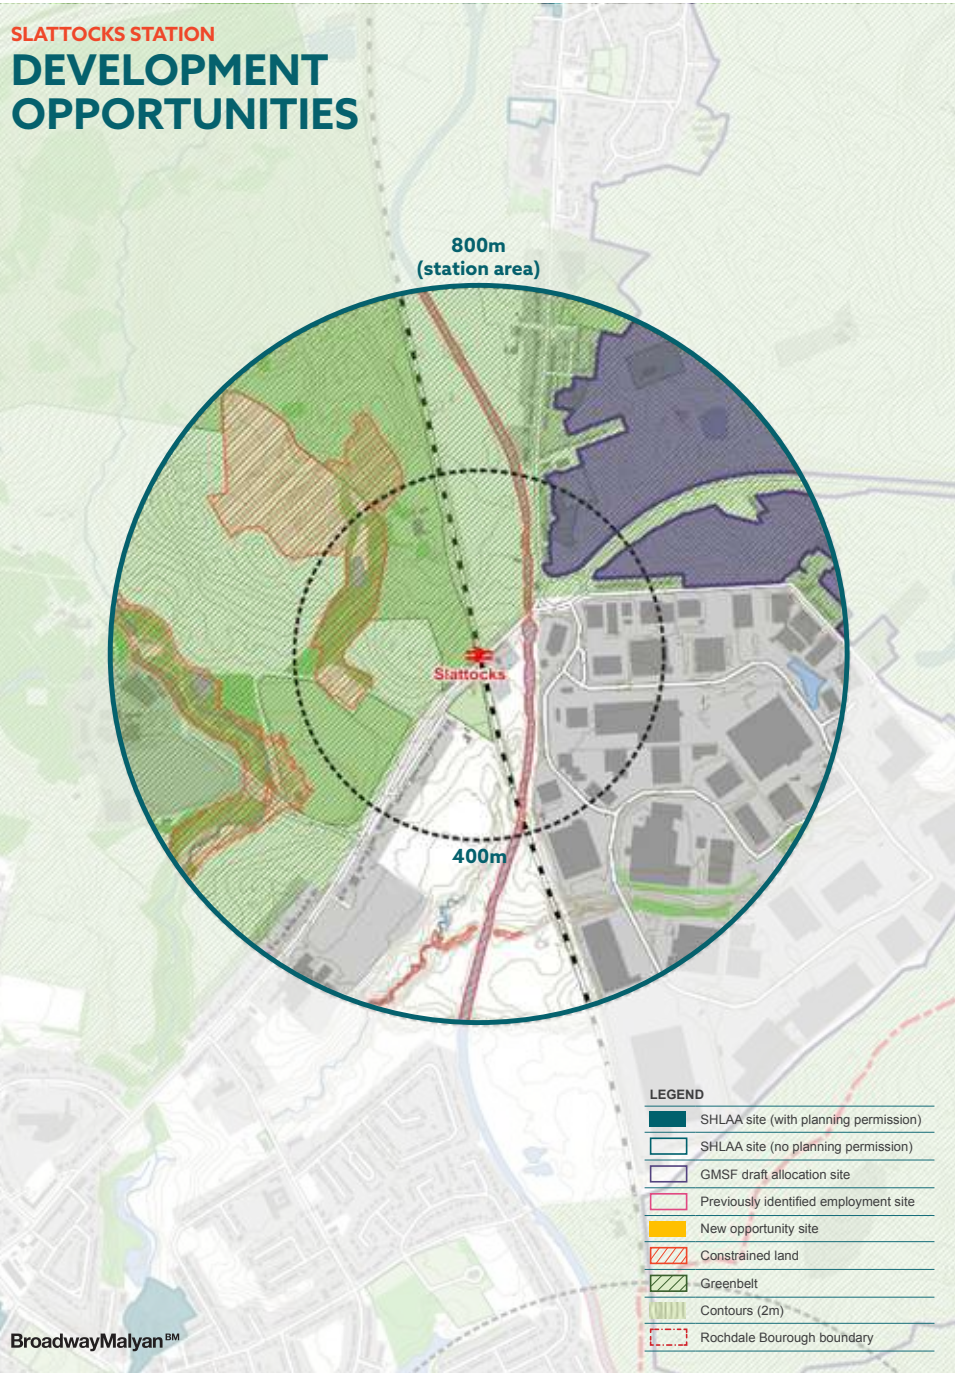 SLATTOCKS STATION
DEVELOPMENT
OPPORTUNITIES
800m
(station area)
Slattocks
400m
LEGEND
SHLAA site (with planning permission)
SHLAA site (no planning permission)
GMSF draft allocation site
Previously identified employment site
New opportunity site
Constrained land
Greenbelt
Contours (2m)
Rochdale Bourough boundary
BroadwayMalyan BM